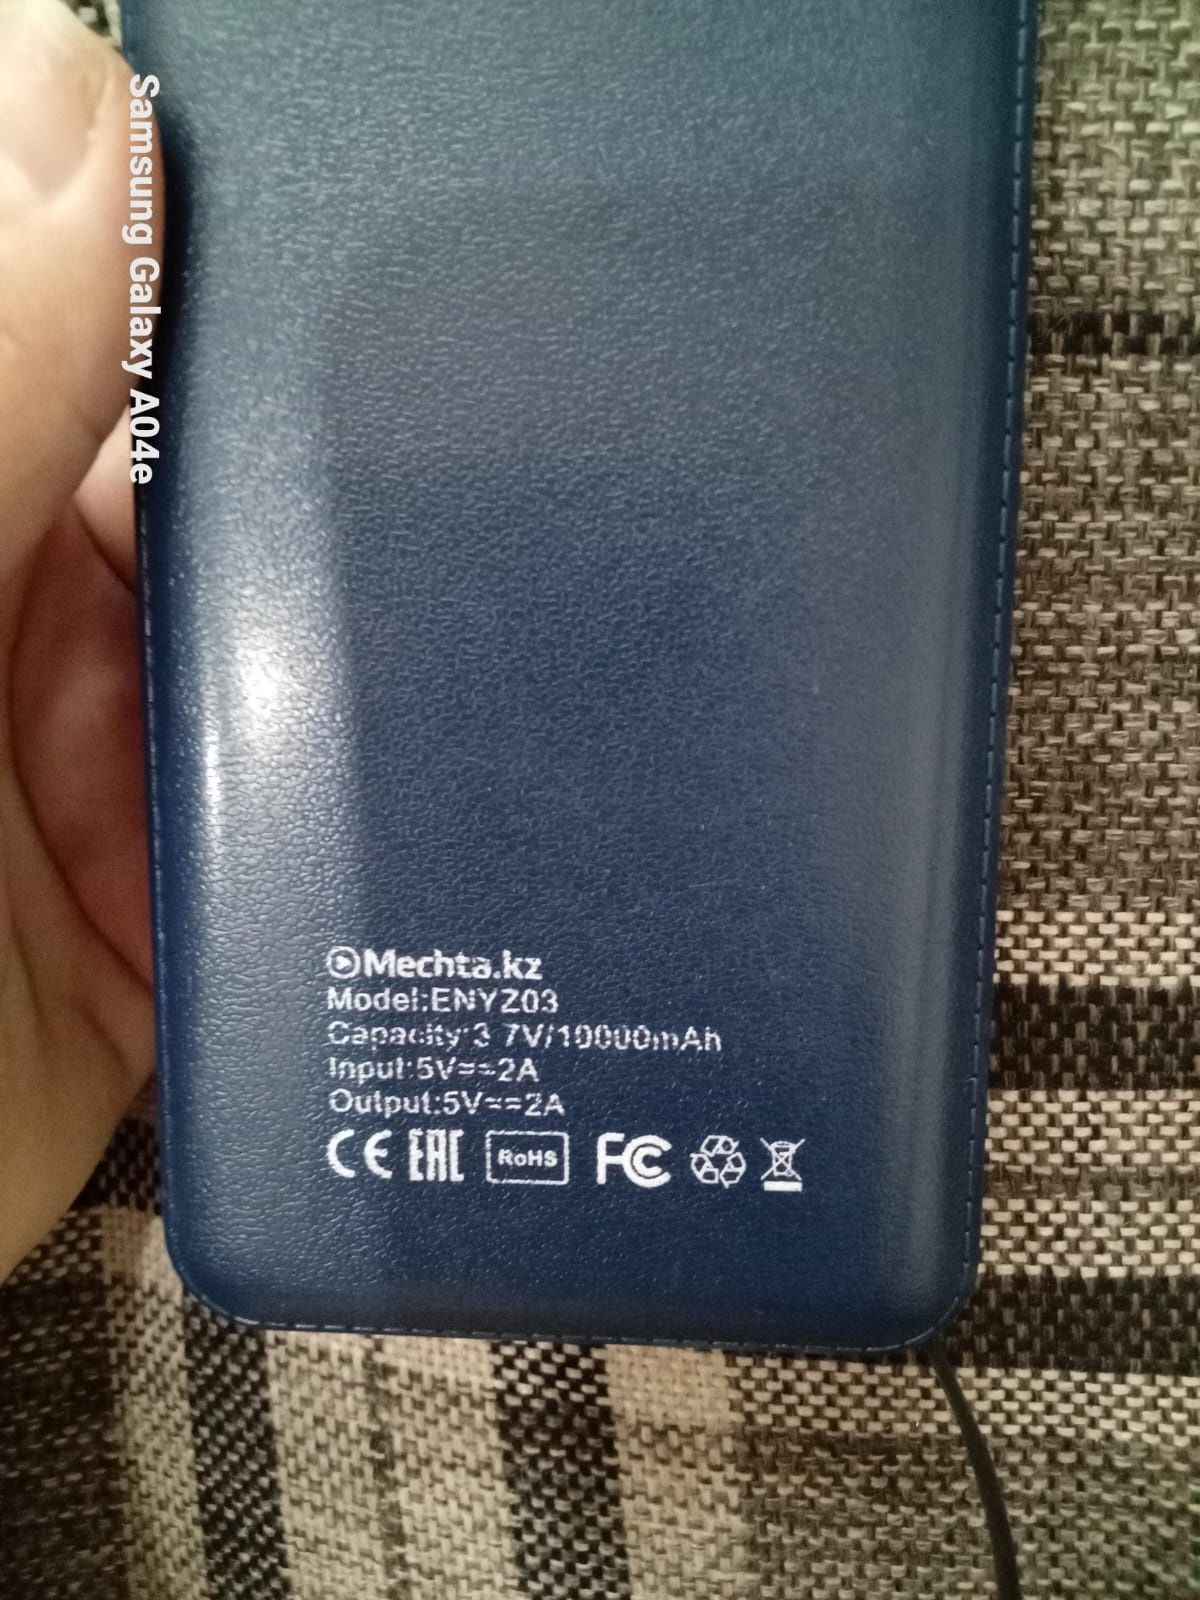 Samsung Galaxy A04e
Mechta.kz
Model:ENYZ03
Capacity:3.7V/10000mAh
Input:5V==2A
Output:5V==2A
CE EAC RoHS FC